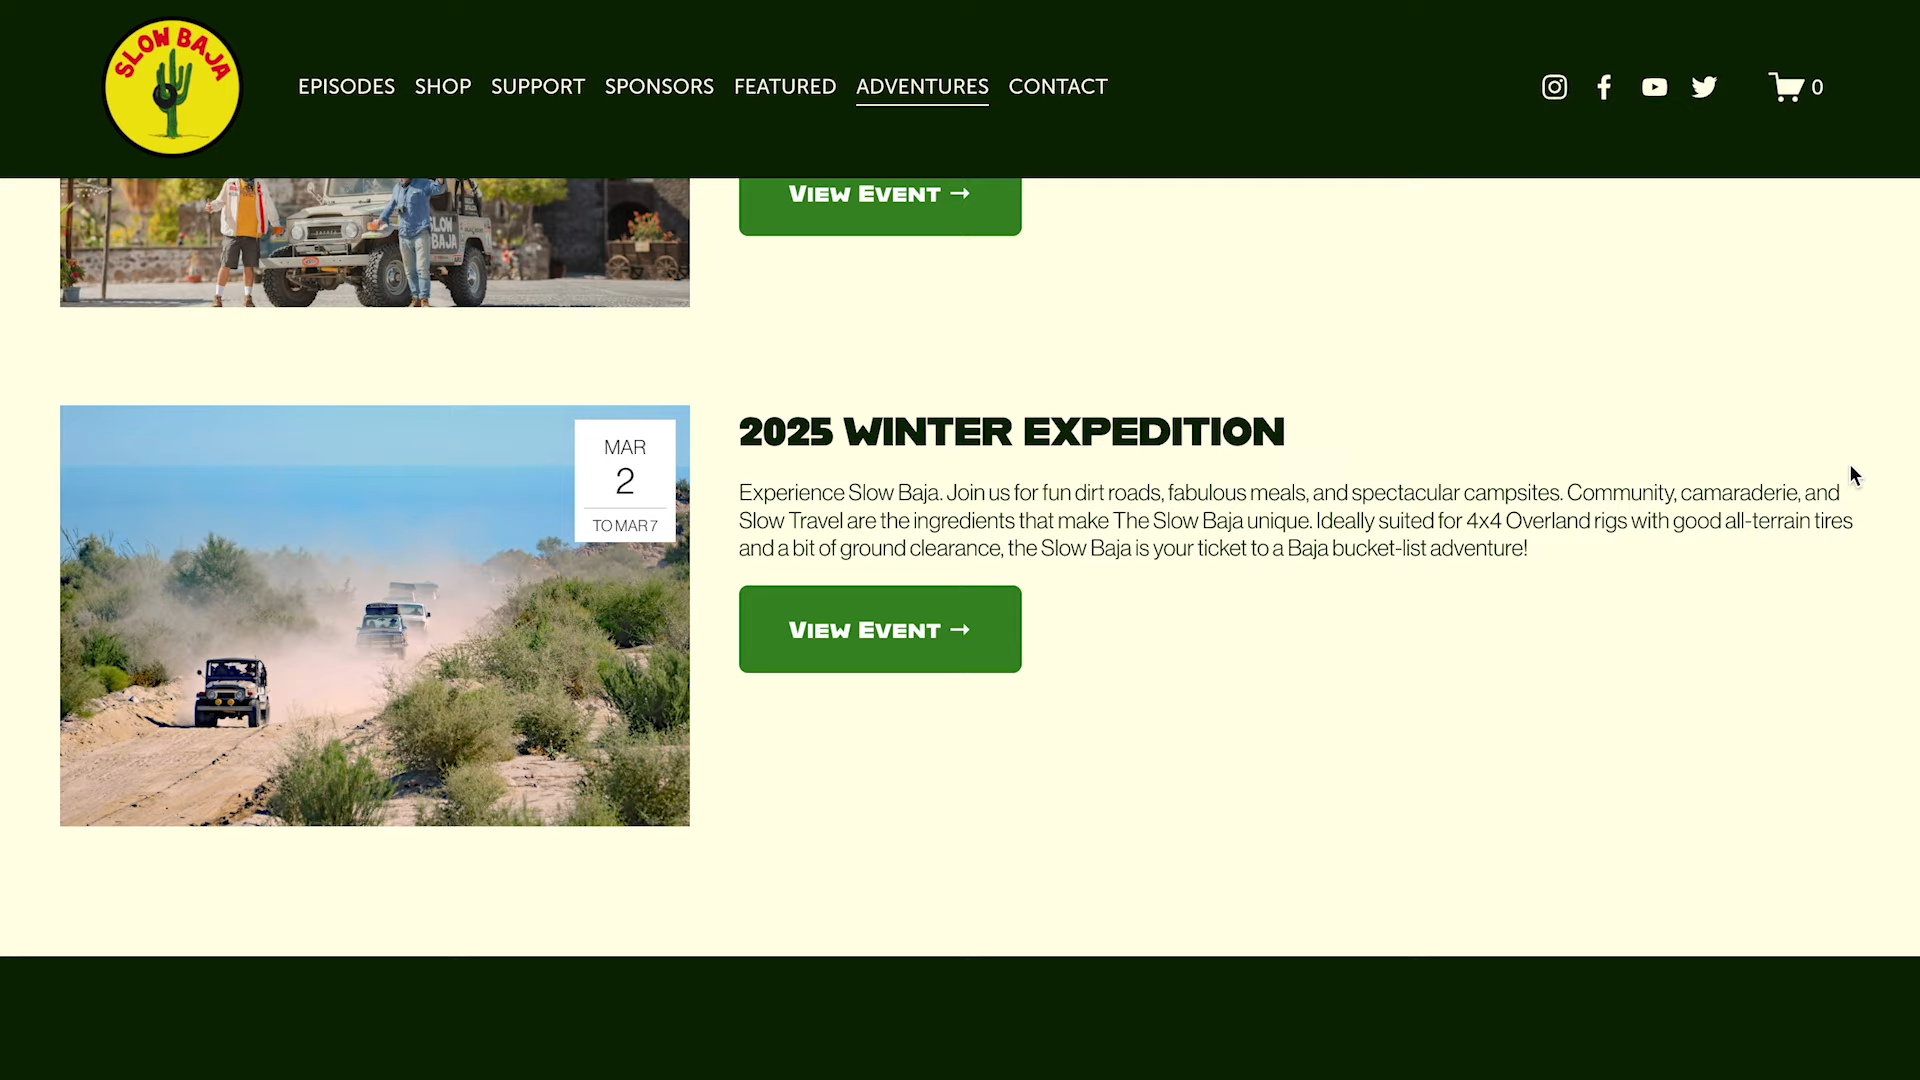 SLOW BAJA
EPISODES SHOP SUPPORT SPONSORS FEATURED ADVENTURES CONTACT
0
VIEW EVENT →
SLOW
BAJA
2025 WINTER EXPEDITION
MAR
2
TO MAR 7
Experience Slow Baja. Join us for fun dirt roads, fabulous meals, and spectacular campsites. Community, camaraderie, and
Slow Travel are the ingredients that make The Slow Baja unique. Ideally suited for 4x4 Overland rigs with good all-terrain tires
and a bit of ground clearance, the Slow Baja is your ticket to a Baja bucket-list adventure!
VIEW EVENT →